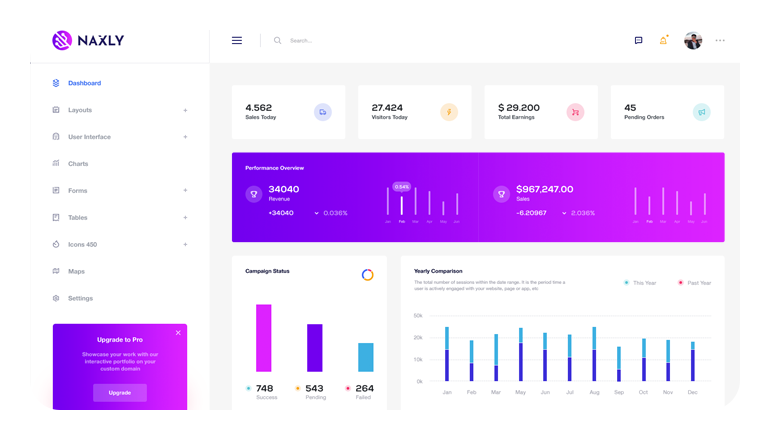 NAXLY
Search...
Dashboard
Layouts +
User Interface +
Charts
Forms +
Tables +
Icons 450 +
Maps
Settings
Upgrade to Pro
Showcase your work with our
interactive portfolio on your
custom domain
Upgrade
4.562
Sales Today
27.424
Visitors Today
$ 29.200
Total Earnings
45
Pending Orders
Performance Overview
34040
Revenue
+34040 0.036%
0.54%
Jan Feb Mar Apr May Jun
$967,247.00
Sales
-6.20967 2,036%
Jan Feb Mar Apr May Jun
Campaign Status
748
Success
543
Pending
264
Failed
Yearly Comparison
The total number of sessions within the date range. It is the period time a
user is actively engaged with your website, page or app, etc
This Year
Past Year
50k
20k
10k
0k
Jan Feb Mar May Jun Jul Aug Sep Oct Nov Dec